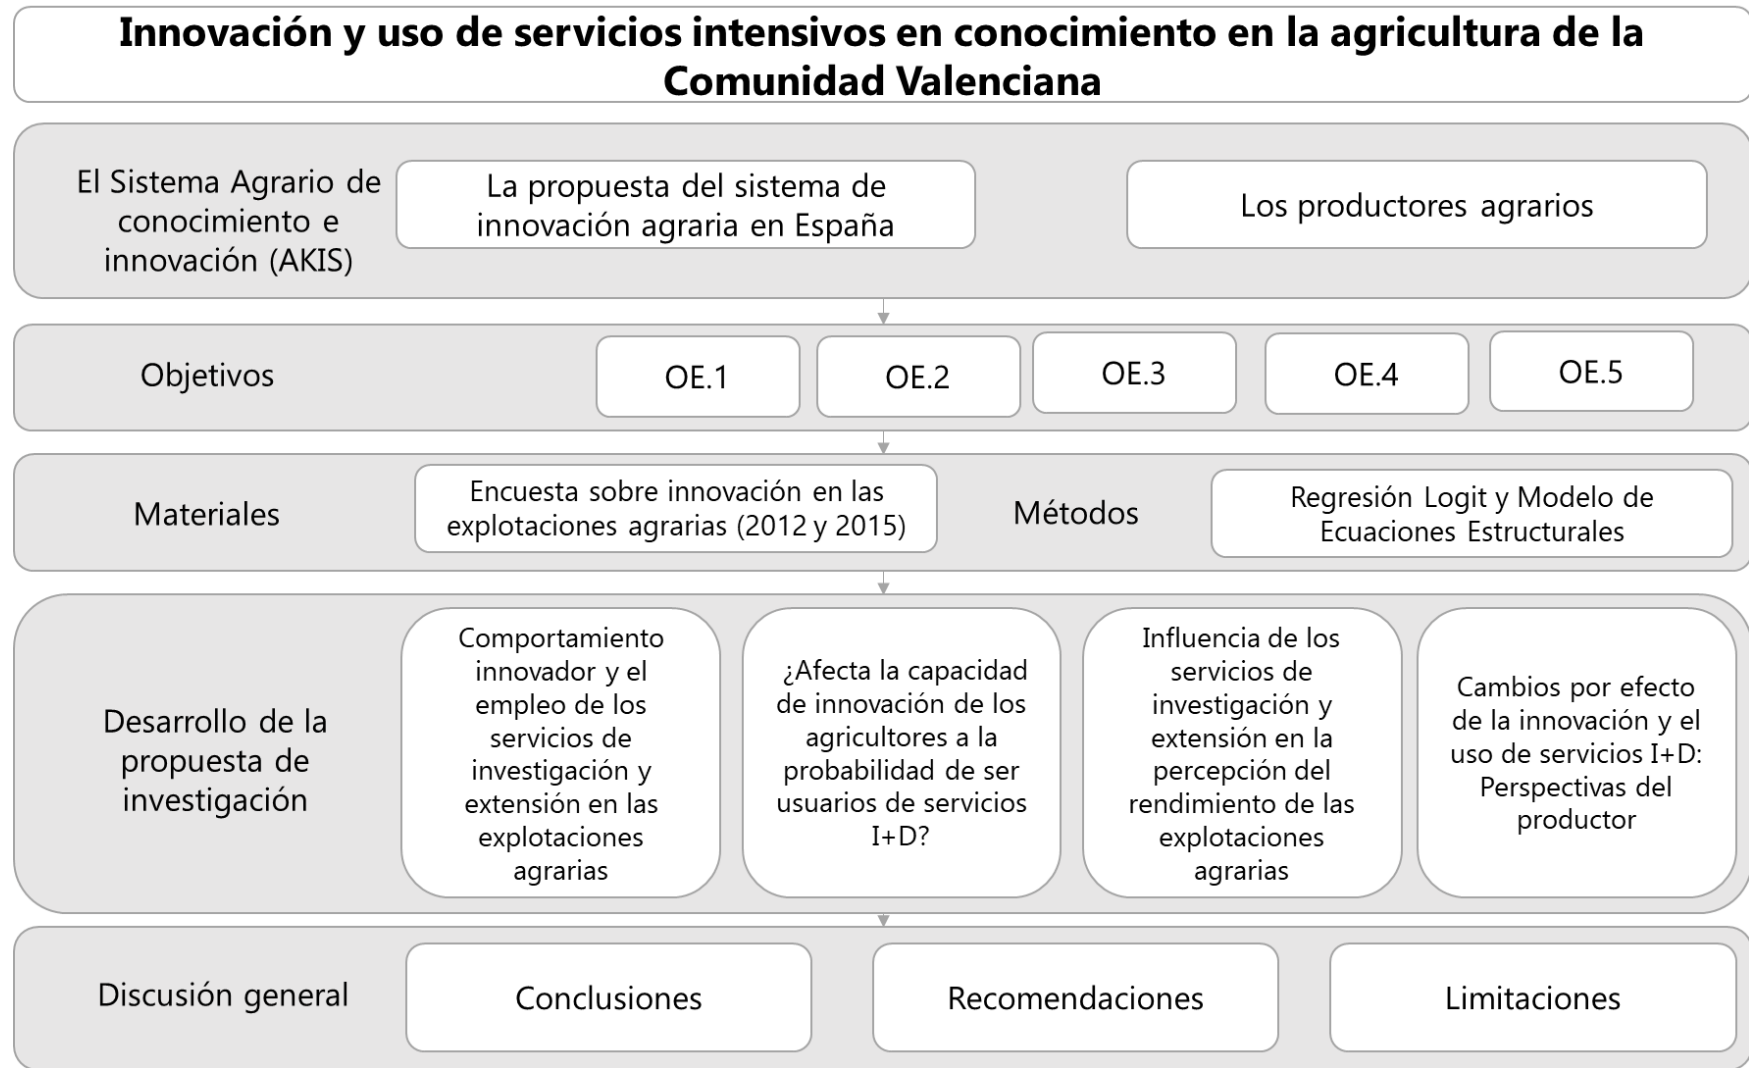 Innovación y uso de servicios intensivos en conocimiento en la agricultura de la
Comunidad Valenciana
El Sistema Agrario de
conocimiento e
innovación (AKIS)
La propuesta del sistema de
innovación agraria en España
Los productores agrarios
Objetivos
OE.1
OE.2
OE.3
OE.4
OE.5
Materiales
Encuesta sobre innovación en las
explotaciones agrarias (2012 y 2015)
Métodos
Regresión Logit y Modelo de
Ecuaciones Estructurales
Desarrollo de la
propuesta de
investigación
Comportamiento
innovador y el
empleo de los
servicios de
investigación y
extensión en las
explotaciones
agrarias
¿Afecta la capacidad
de innovación de los
agricultores a la
probabilidad de ser
usuarios de servicios
I+D?
Influencia de los
servicios de
investigación y
extensión en la
percepción del
rendimiento de las
explotaciones
agrarias
Cambios por efecto
de la innovación y el
uso de servicios I+D:
Perspectivas del
productor
Discusión general
Conclusiones
Recomendaciones
Limitaciones